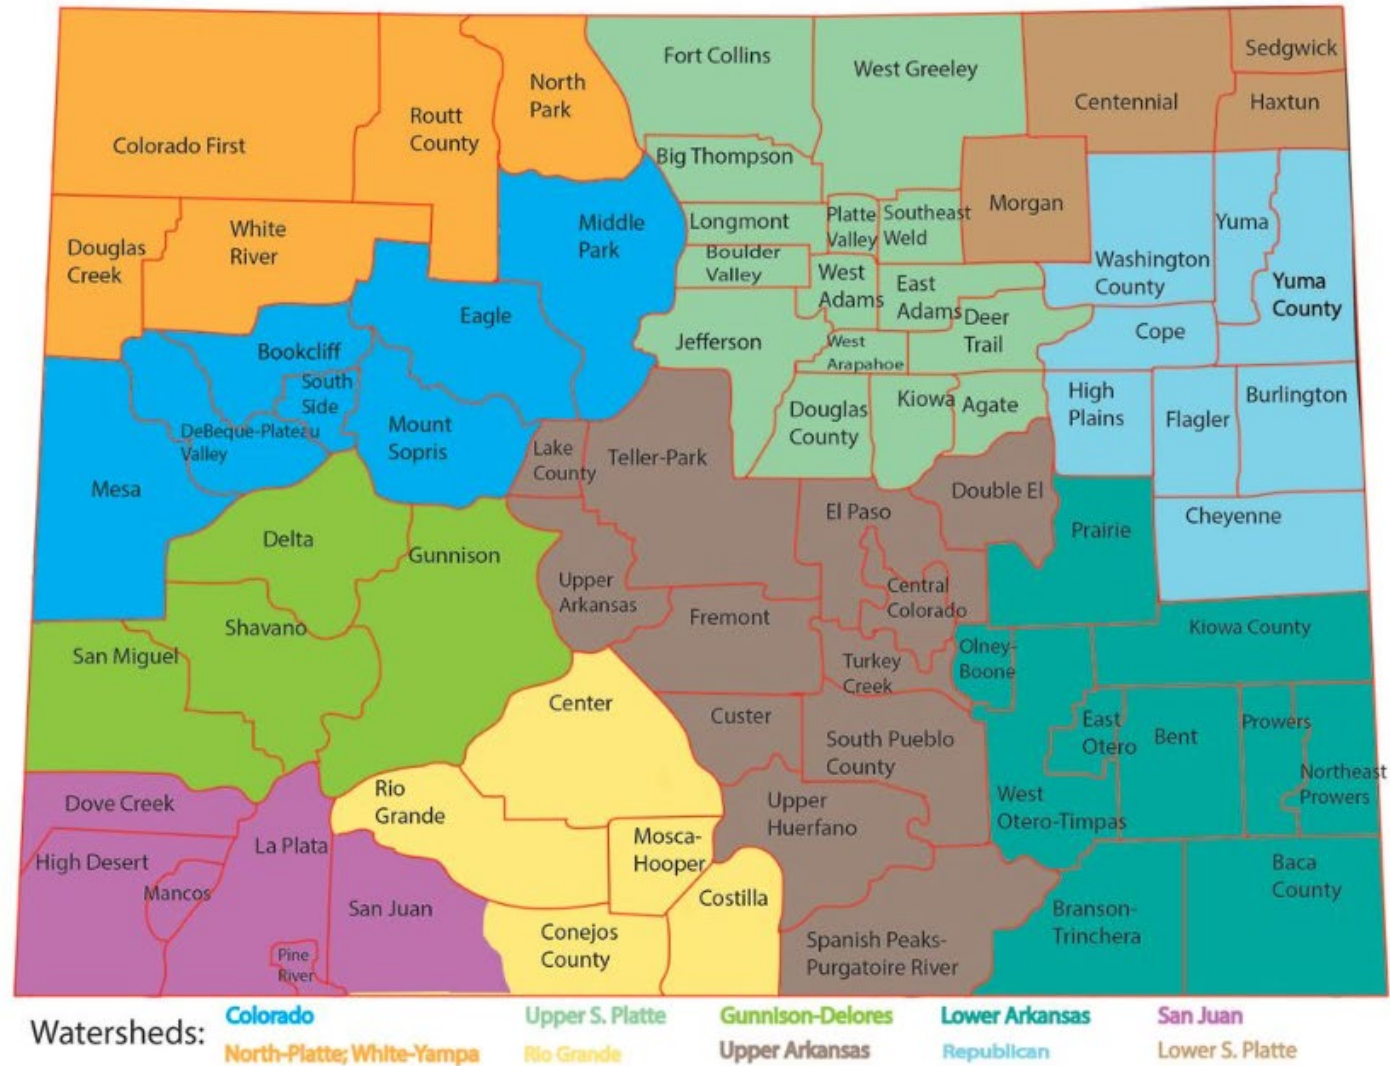 Fort Collins
West Greeley
Sedgwick
North
Park
Centennial
Haxtun
Routt
County
Colorado First
Big Thompson
Morgan
Middle
Park
Longmont
Platte
Valley
Southeast
Weld
Yuma
Douglas
Creek
White
River
Boulder
Valley
West
Adams
East
Adams
Washington
County
Yuma
County
Eagle
Jefferson
Deer
Trail
Cope
Bookcliff
West
Arapahoe
South
Side
Mount
Sopris
Douglas
County
Kiowa
Agate
High
Plains
Flagler
Burlington
DeBeque-Plateau
Valley
Lake
County
Teller-Park
Mesa
Double El
El Paso
Cheyenne
Prairie
Delta
Gunnison
Upper
Arkansas
Central
Colorado
Fremont
Shavano
Kiowa County
San Miguel
Turkey
Creek
Olney-
Boone
Center
Custer
South Pueblo
County
East
Otero
Bent
Prowers
Northeast
Prowers
Dove Creek
Rio
Grande
Upper
Huerfano
West
Otero-Timpas
La Plata
Mosca-
Hooper
High Desert
Mancos
Baca
County
San Juan
Costilla
Branson-
Trinchera
Conejos
County
Spanish Peaks-
Purgatoire River
Pine
River
Watersheds:
Colorado
Upper S. Platte
Gunnison-Delores
Lower Arkansas
San Juan
North-Platte; White-Yampa
Rio Grande
Upper Arkansas
Republican
Lower S. Platte